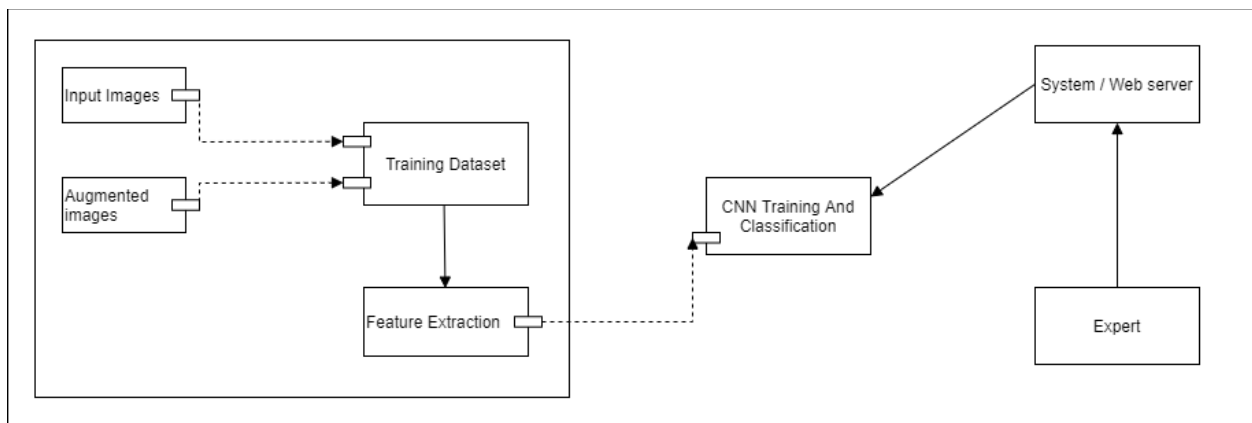 Input Images
System / Web server
Training Dataset
Augmented
images
CNN Training And
Classification
Feature Extraction
Expert